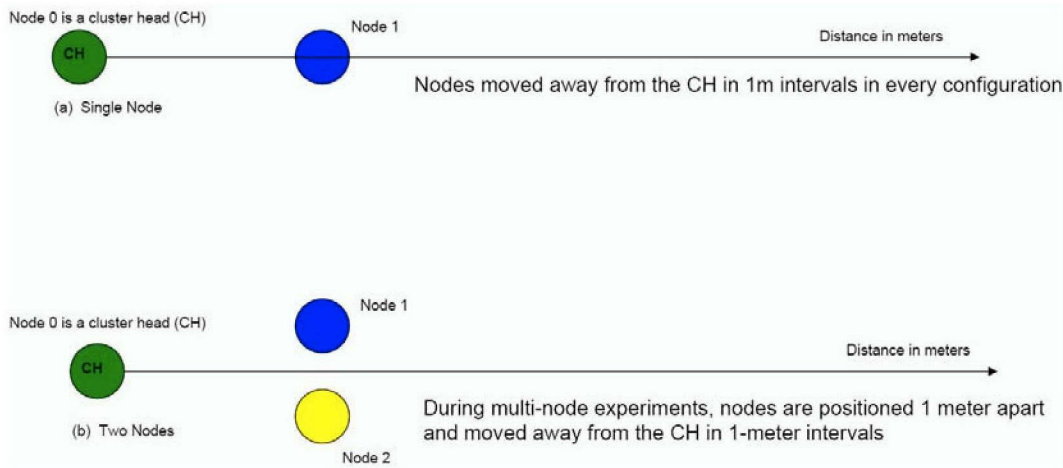 Node 0 is a cluster head (CH)
Node 1
CH
Distance in meters
Nodes moved away from the CH in 1m intervals in every configuration
(a) Single Node
Node 1
Node 0 is a cluster head (CH)
CH
Distance in meters
During multi-node experiments, nodes are positioned 1 meter apart
and moved away from the CH in 1-meter intervals
(b) Two Nodes
Node 2